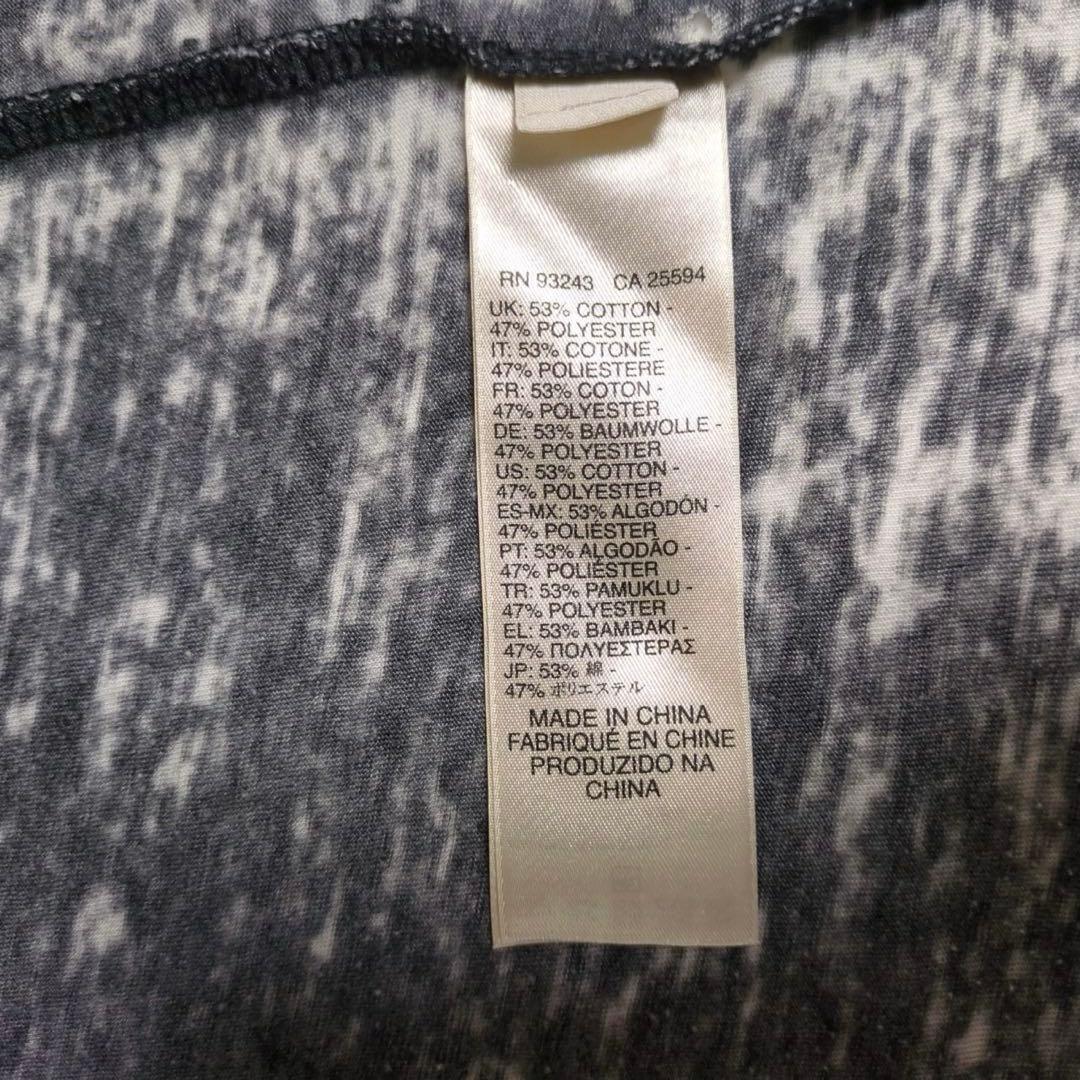 RN 93243 CA 25594
UK: 53% COTTON -
47% POLYESTER
IT: 53% COTONE -
47% POLIESTERE
FR: 53% COTON -
47% POLYESTER
DE: 53% BAUMWOLLE -
47% POLYESTER
US: 53% COTTON -
47% POLYESTER
ES-MX: 53% ALGODÓN -
47% POLIÉSTER
PT: 53% ALGODÃO -
47% POLIÉSTER
TR: 53% PAMUKLU -
47% POLYESTER
EL: 53% ΒΑΜΒΑΚΙ -
47% ΠΟΛΥΕΣΤΕΡΑΣ
JP: 53% 綿 -
47% ポリエステル
MADE IN CHINA
FABRIQUÉ EN CHINE
PRODUZIDO NA
CHINA